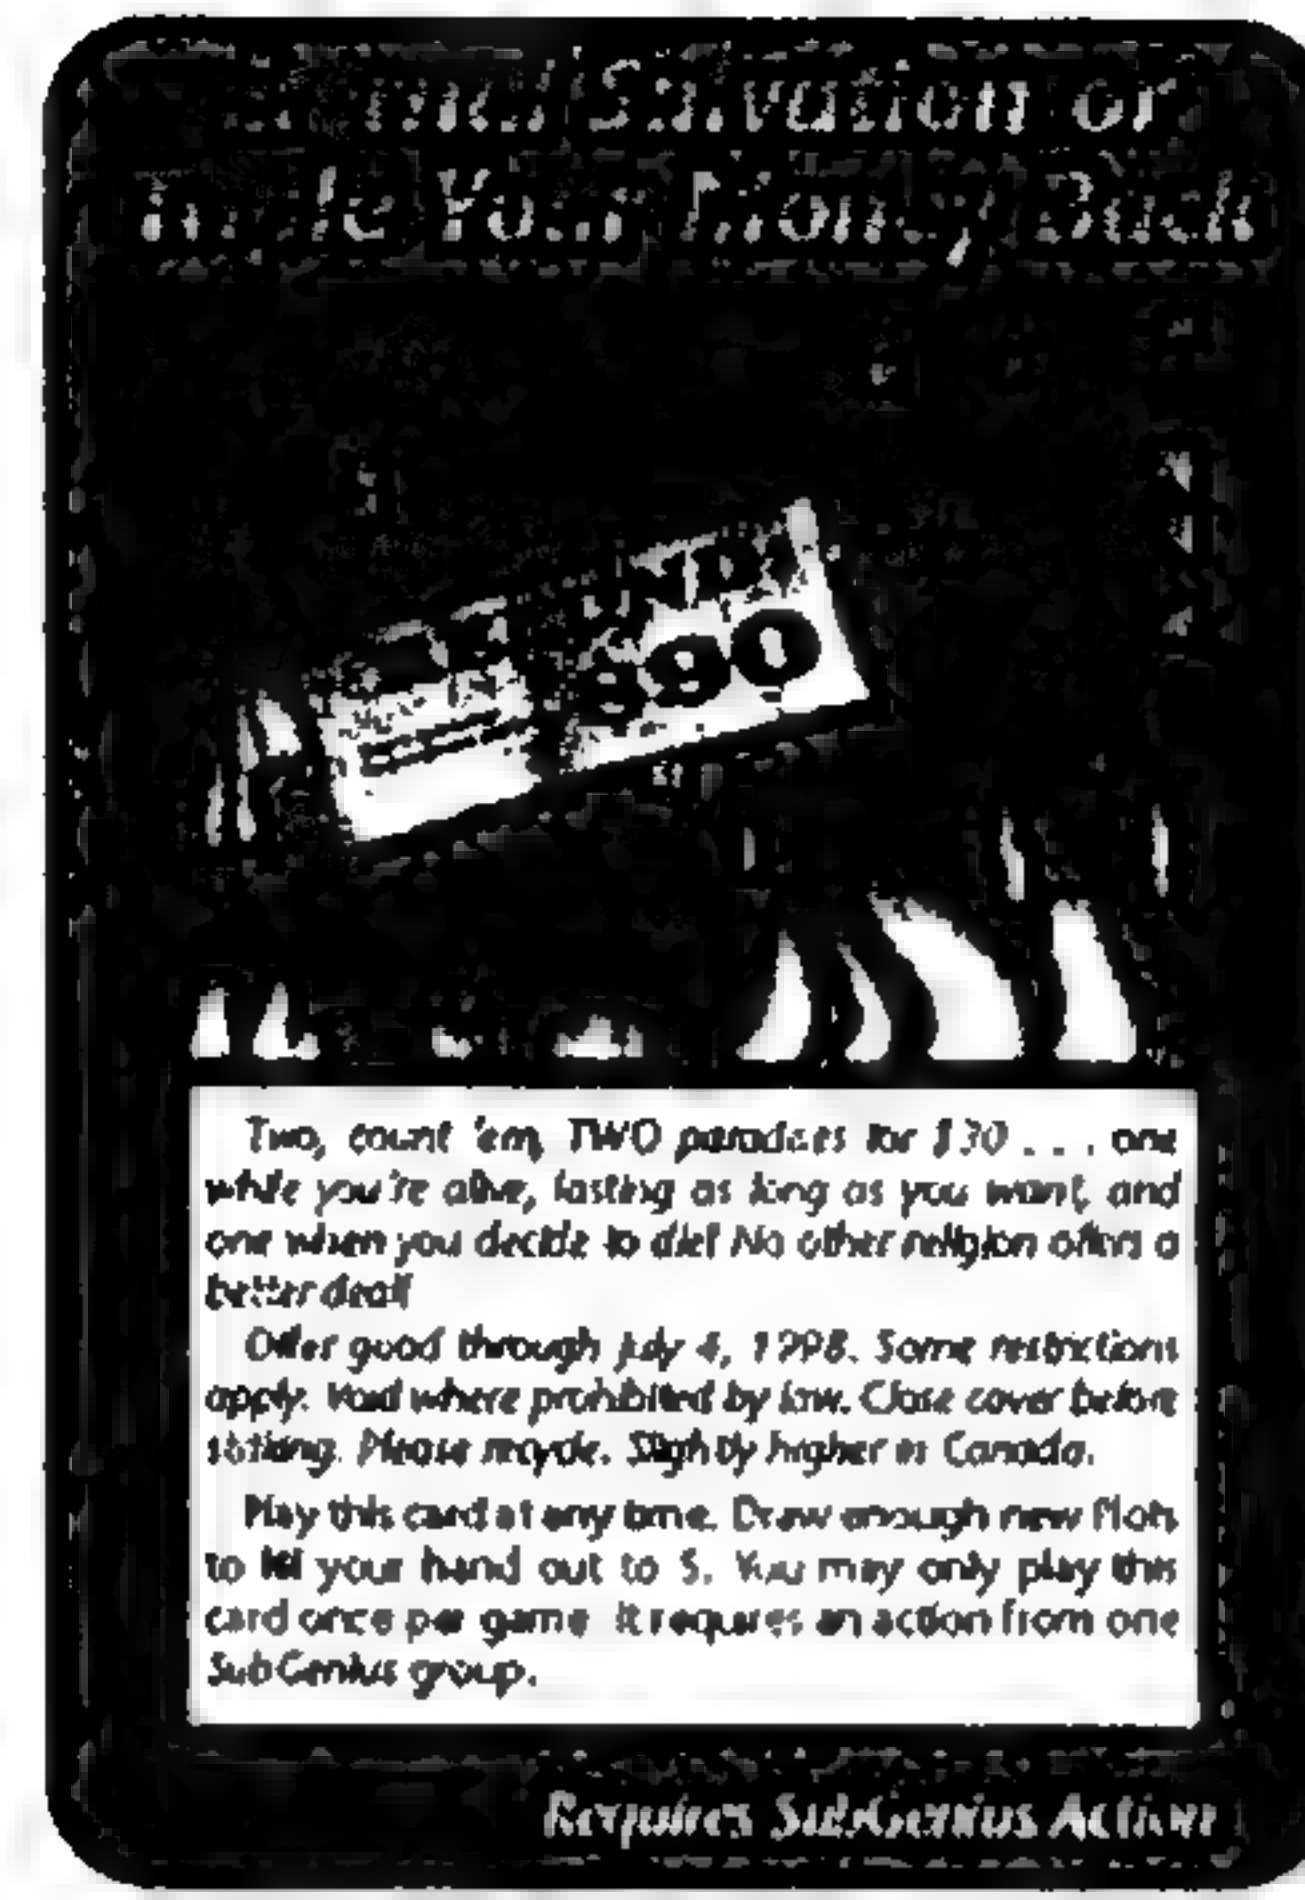 Eternal Salvation or
Triple Your Money Back
890
Two, count 'em, TWO paradises for $30 . . . one
while you're alive, lasting as long as you want, and
one when you decide to die! No other religion offers a
better deal!
Offer good through July 4, 1998. Some restrictions
apply. Void where prohibited by law. Close cover before
striking. Please recycle. Slightly higher in Canada.
Play this card at any time. Draw enough new Plots
to fill your hand out to 5. You may only play this
card once per game. It requires an action from one
SubGenius group.
Requires SubGenius Action